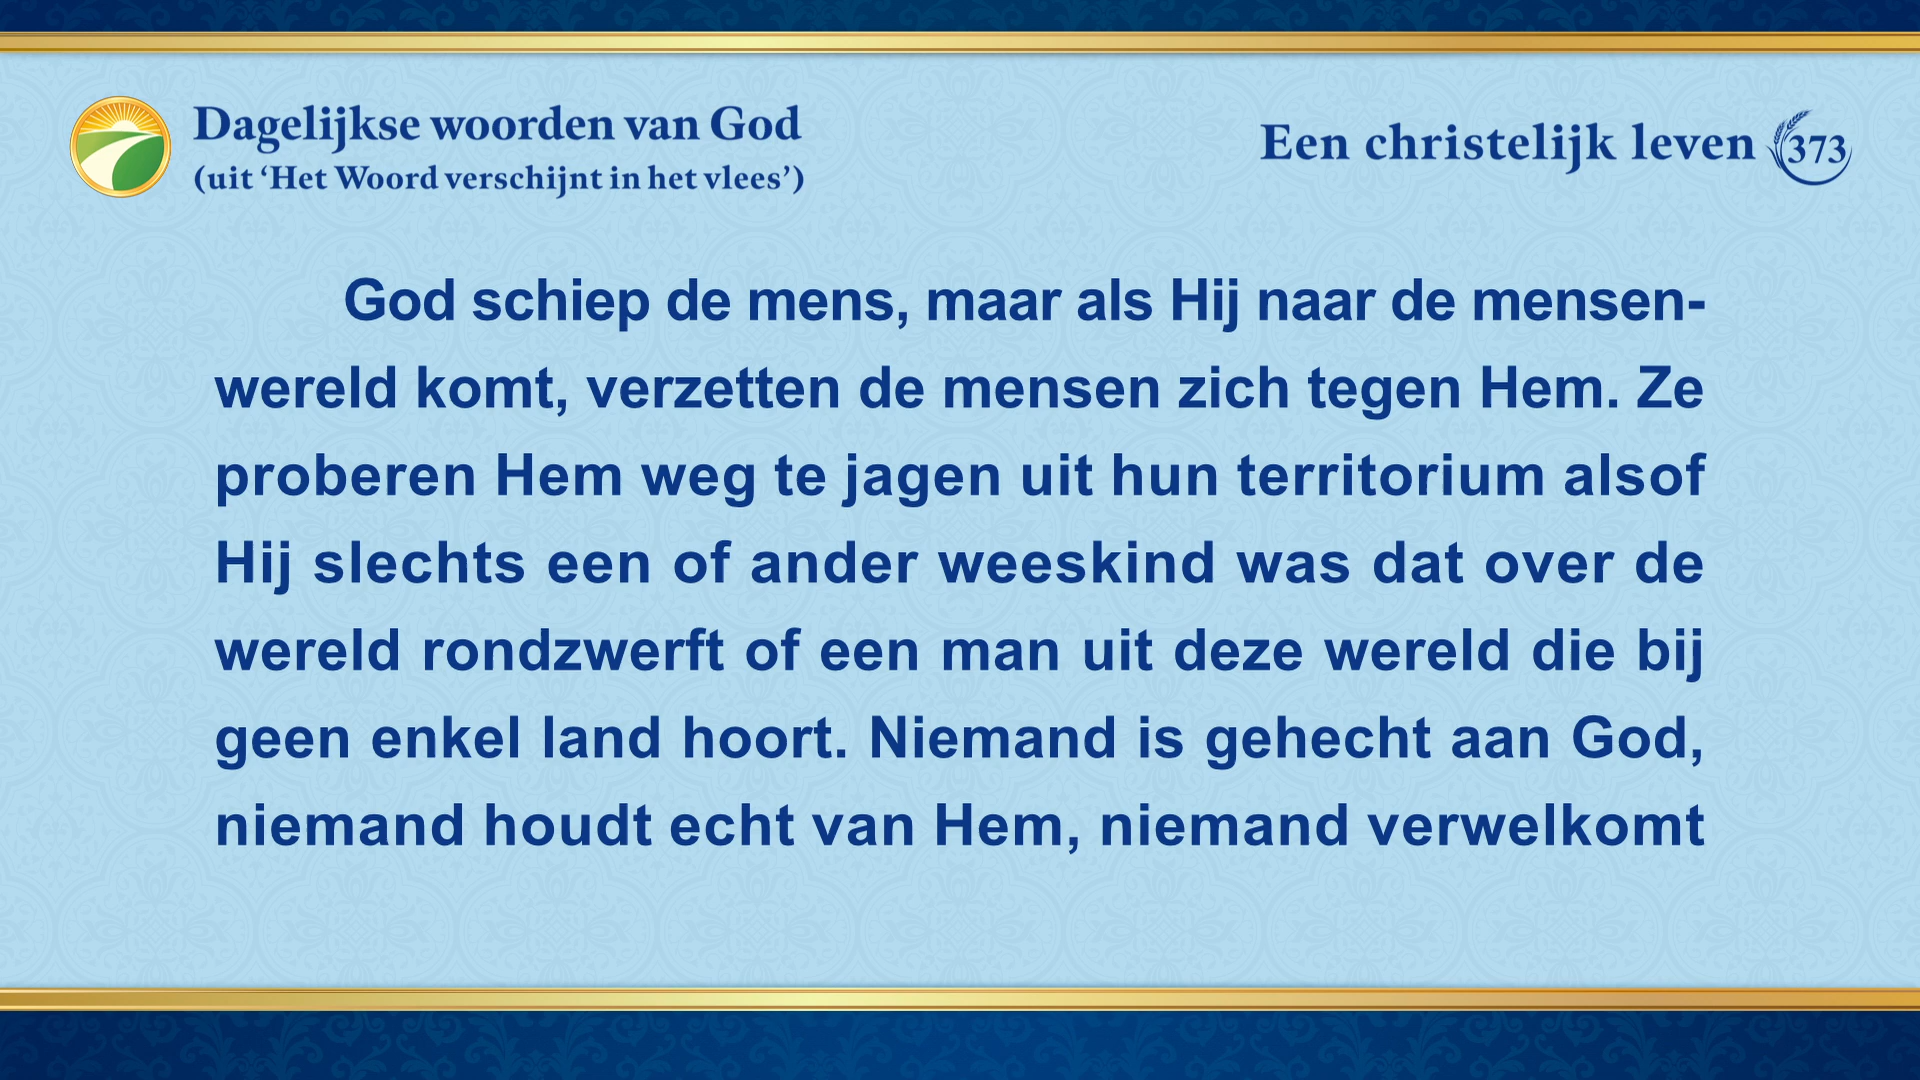 Dagelijkse woorden van God
(uit ‘Het Woord verschijnt in het vlees’)
Een christelijk leven 373
God schiep de mens, maar als Hij naar de mensen-
wereld komt, verzetten de mensen zich tegen Hem. Ze
proberen Hem weg te jagen uit hun territorium alsof
Hij slechts een of ander weeskind was dat over de
wereld rondzwerft of een man uit deze wereld die bij
geen enkel land hoort. Niemand is gehecht aan God,
niemand houdt echt van Hem, niemand verwelkomt